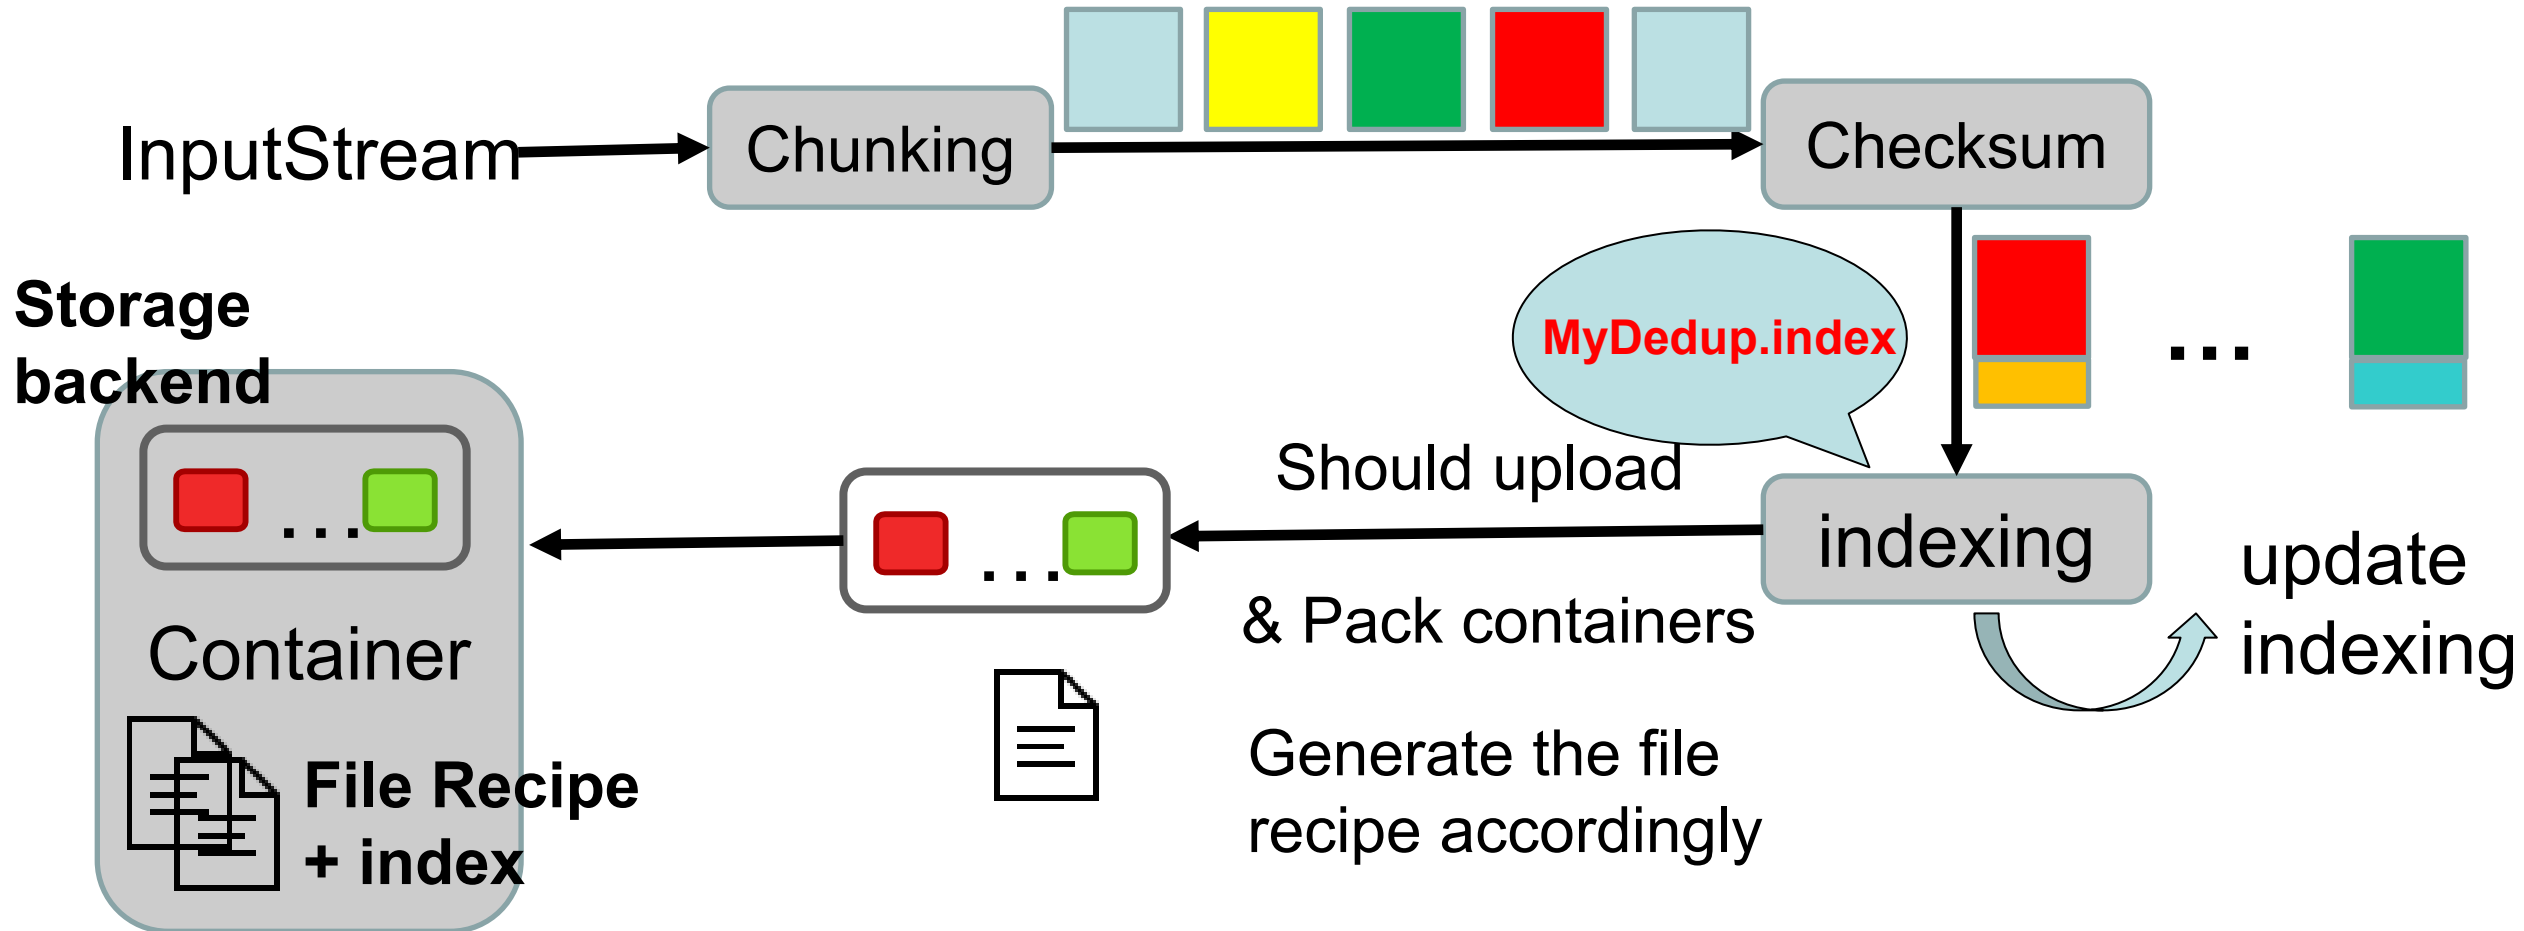 InputStream
Chunking
Checksum
Storage
backend
MyDedup.index
...
Should upload
indexing
update
indexing
...
...
& Pack containers
Container
Generate the file
recipe accordingly
File Recipe
+ index